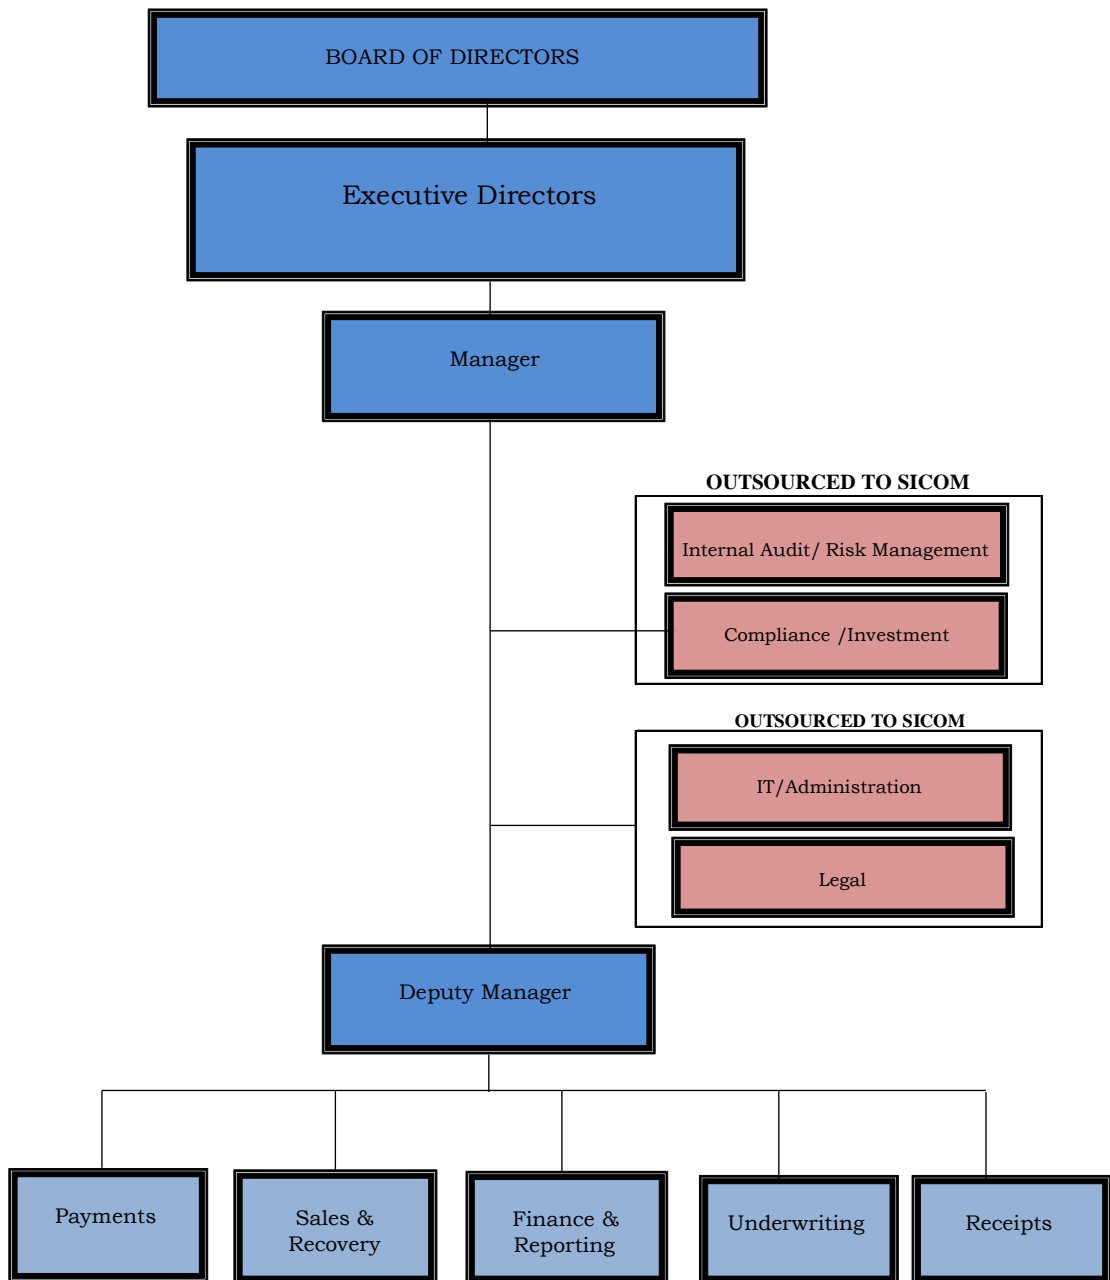 BOARD OF DIRECTORS
Executive Directors
Manager
OUTSOURCED TO SICOM
Internal Audit/ Risk Management
Compliance /Investment
OUTSOURCED TO SICOM
IT/Administration
Legal
Deputy Manager
Payments
Sales &
Recovery
Finance &
Reporting
Underwriting
Receipts